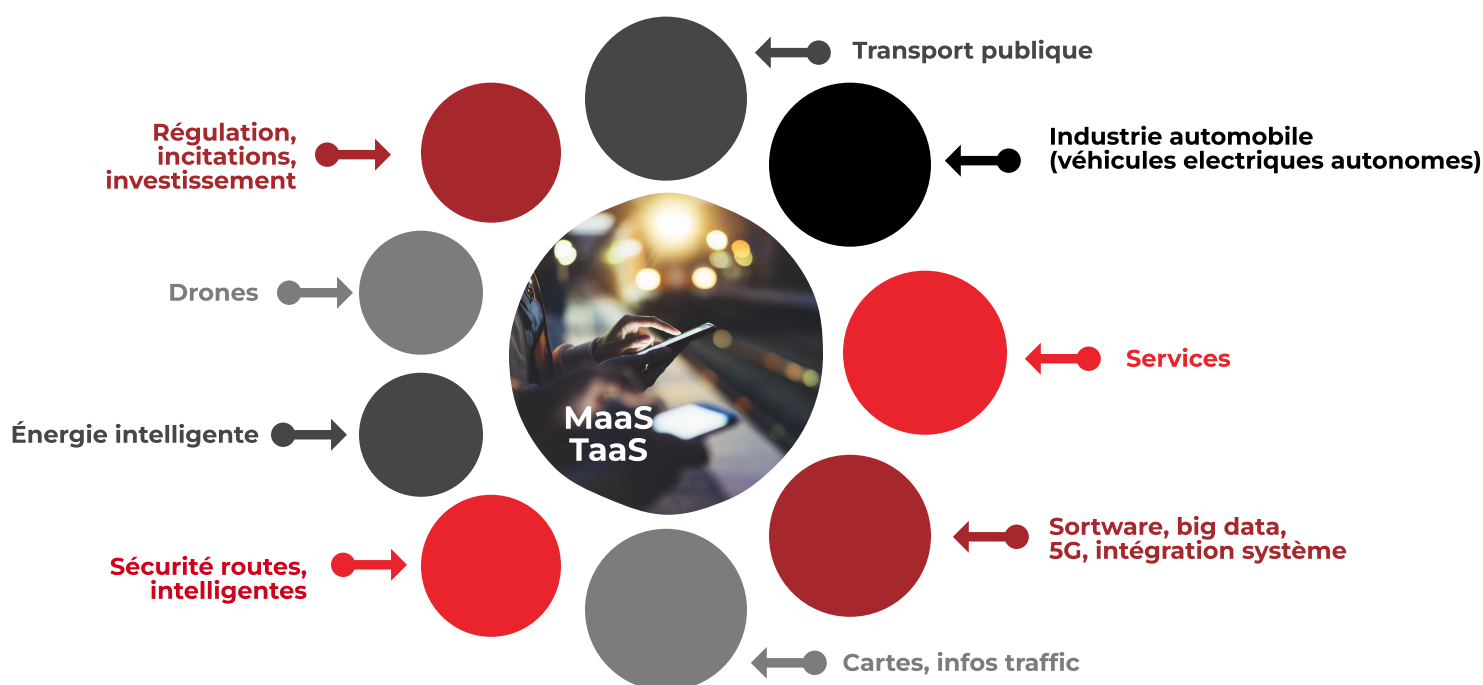 Transport publique
Industrie automobile
(véhicules electriques autonomes)
Services
Sortware, big data,
5G, intégration système
Cartes, infos traffic
Sécurité routes,
intelligentes
Énergie intelligente
Drones
Régulation,
incitations,
investissement
MaaS
TaaS